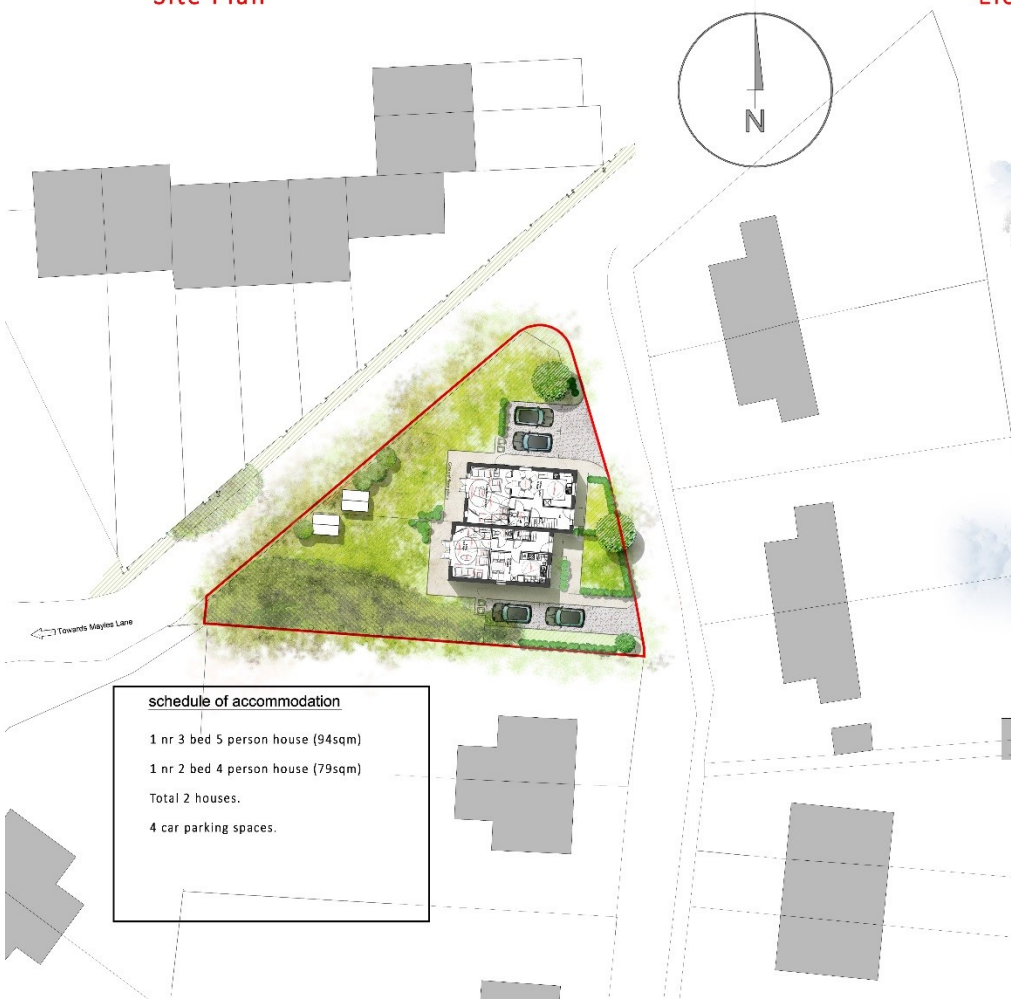 Site Plan
N
Towards Mayles Lane
schedule of accommodation
1 nr 3 bed 5 person house (94sqm)
1 nr 2 bed 4 person house (79sqm)
Total 2 houses.
4 car parking spaces.